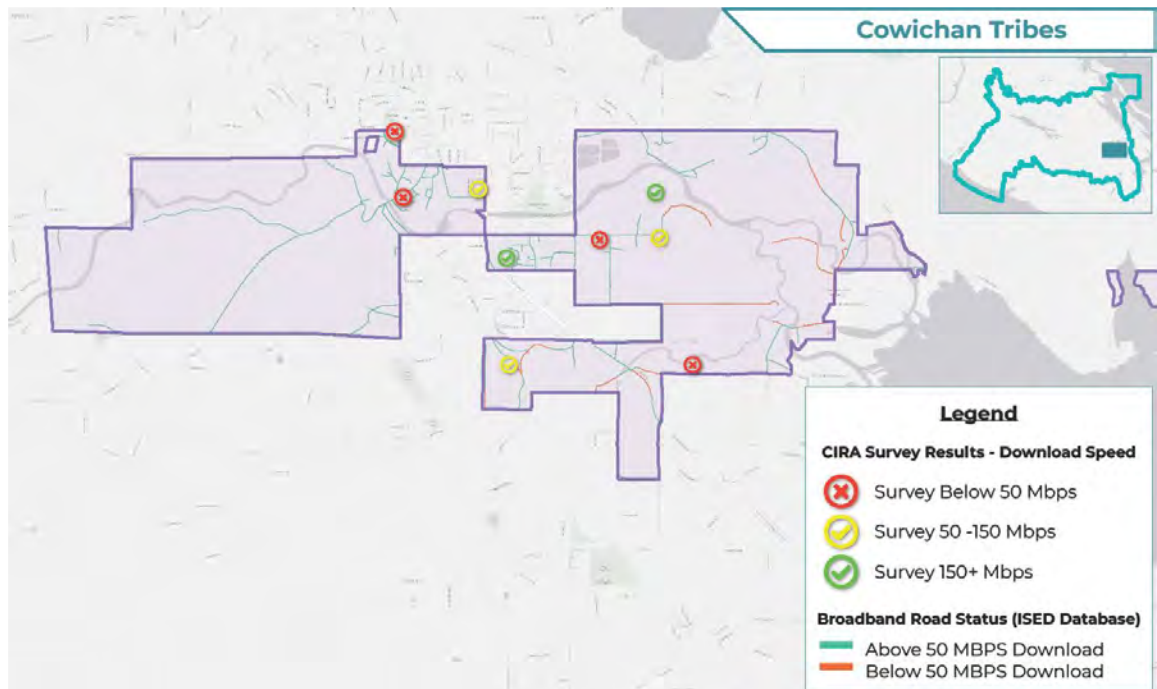 Cowichan Tribes
Legend
CIRA Survey Results - Download Speed
Survey Below 50 Mbps
Survey 50 -150 Mbps
Survey 150+ Mbps
Broadband Road Status (ISED Database)
Above 50 MBPS Download
Below 50 MBPS Download